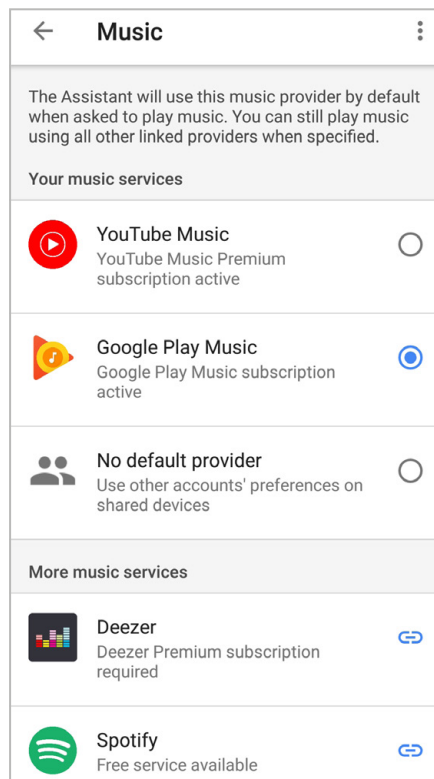 Music
The Assistant will use this music provider by default
when asked to play music. You can still play music
using all other linked providers when specified.
Your music services
YouTube Music
YouTube Music Premium
subscription active
Google Play Music
Google Play Music subscription
active
No default provider
Use other accounts' preferences on
shared devices
More music services
Deezer
Deezer Premium subscription
required
Spotify
Free service available